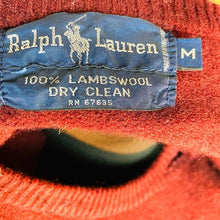 Ralph Lauren
M
100% LAMBSWOOL
DRY CLEAN
RN 67635